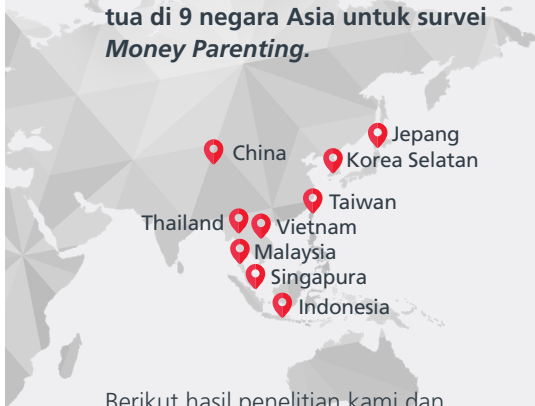 tua di 9 negara Asia untuk survei
Money Parenting.
Jepang
China
Korea Selatan
Taiwan
Thailand
Vietnam
Malaysia
Singapura
Indonesia
Berikut hasil penelitian kami dan